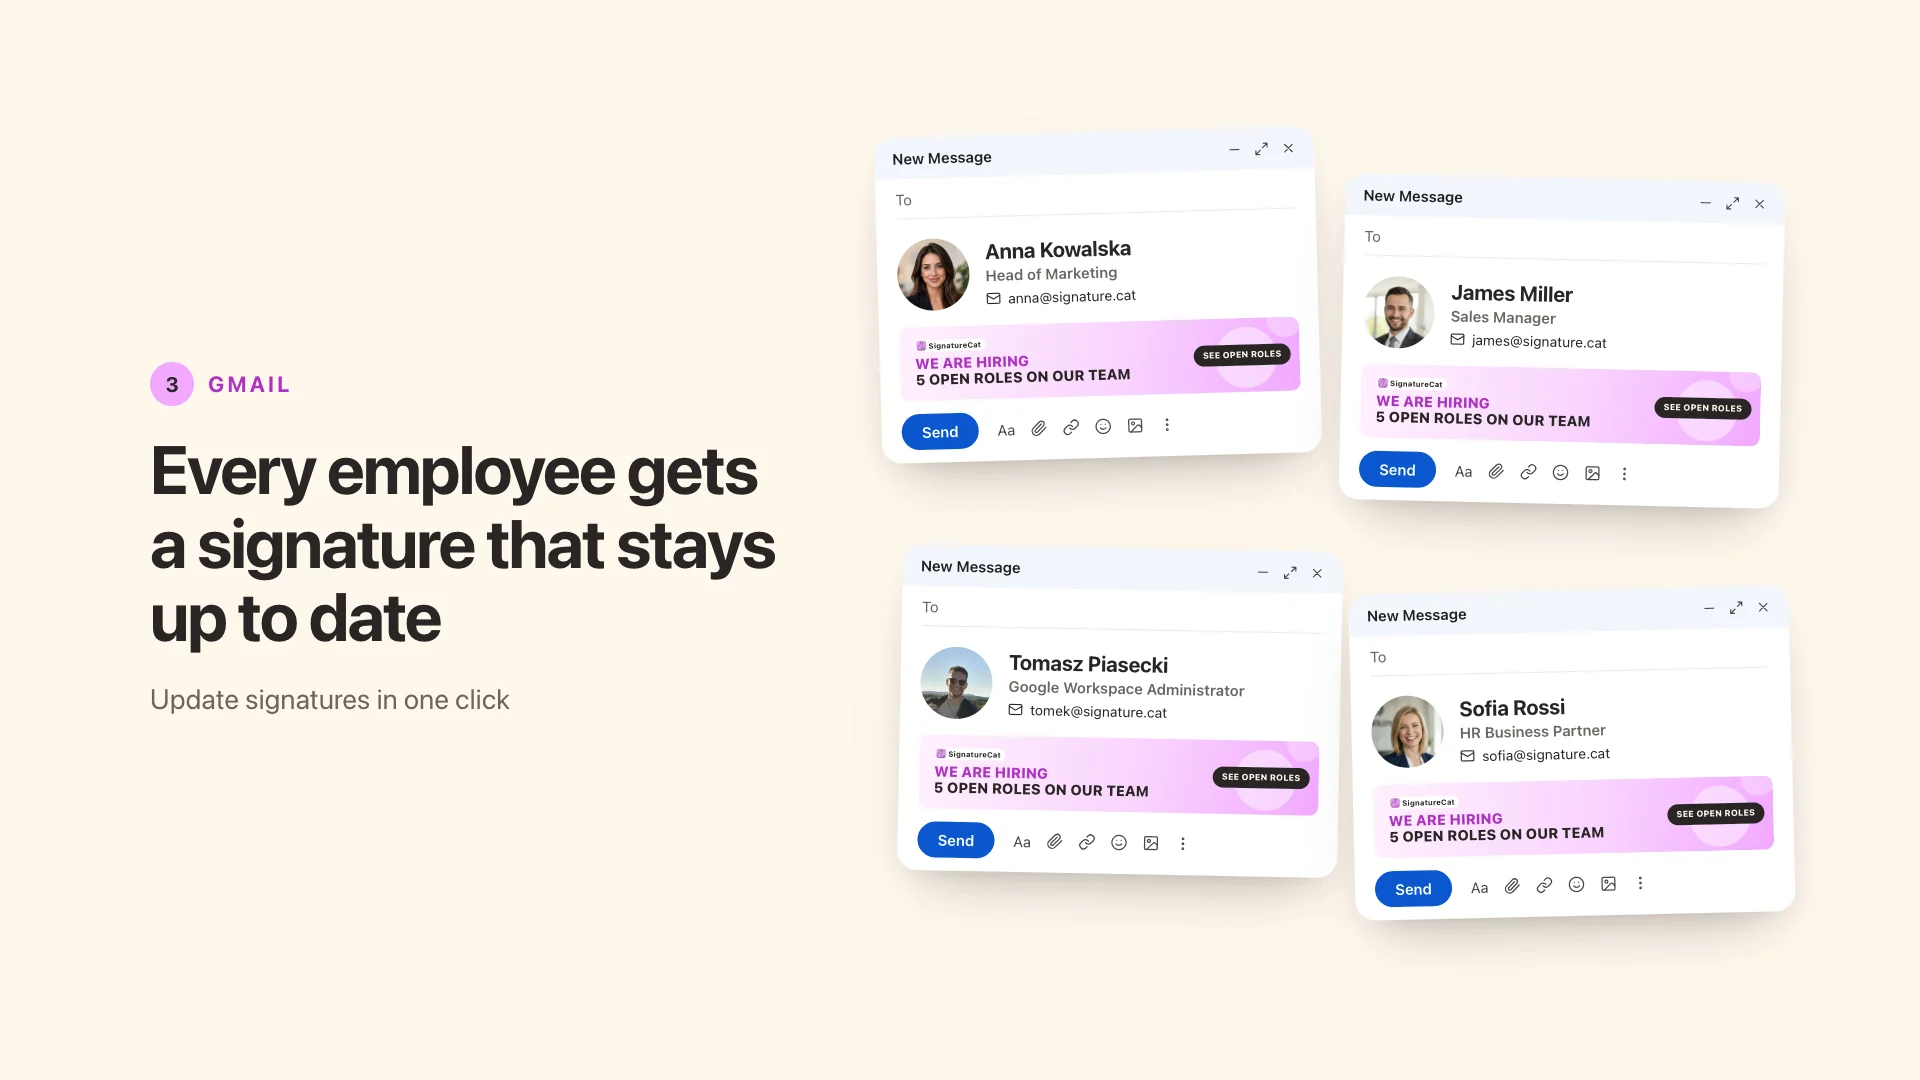 3 GMAIL
Every employee gets
a signature that stays
up to date
Update signatures in one click
New Message
To
Anna Kowalska
Head of Marketing
anna@signature.cat
SignatureCat
WE ARE HIRING
5 OPEN ROLES ON OUR TEAM
SEE OPEN ROLES
Send
Aa
New Message
To
James Miller
Sales Manager
james@signature.cat
SignatureCat
WE ARE HIRING
5 OPEN ROLES ON OUR TEAM
SEE OPEN ROLES
Send
Aa
New Message
To
Tomasz Piasecki
Google Workspace Administrator
tomek@signature.cat
SignatureCat
WE ARE HIRING
5 OPEN ROLES ON OUR TEAM
SEE OPEN ROLES
Send
Aa
New Message
To
Sofia Rossi
HR Business Partner
sofia@signature.cat
SignatureCat
WE ARE HIRING
5 OPEN ROLES ON OUR TEAM
SEE OPEN ROLES
Send
Aa